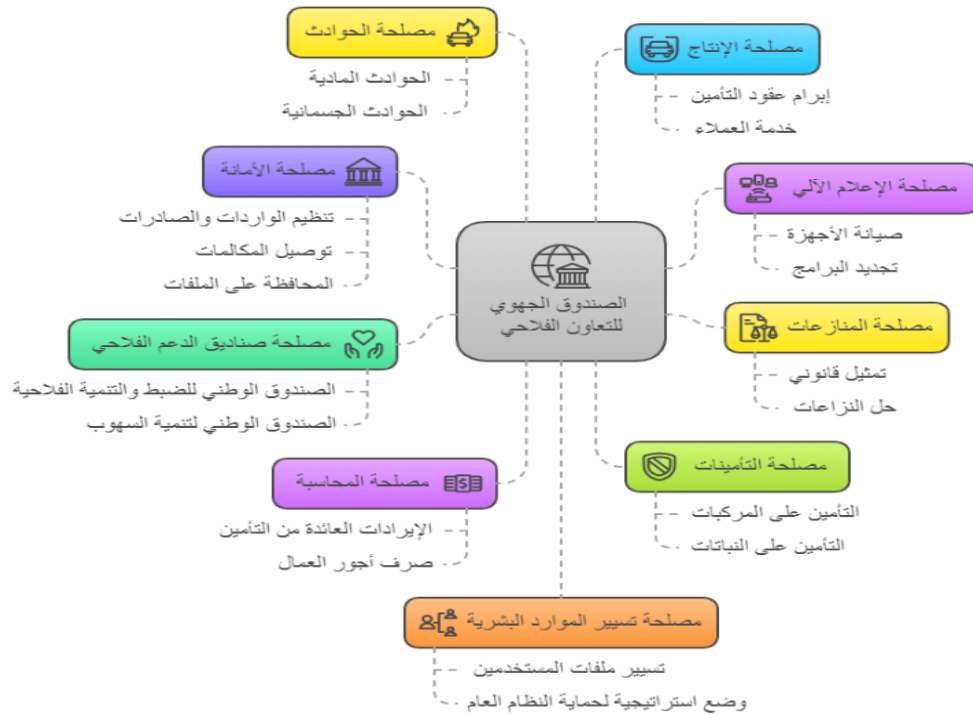 مصلحة الإنتاج
إبرام عقود التأمين
خدمة العملاء
مصلحة الحوادث
الحوادث المادية
الحوادث الجسمانية
مصلحة الإعلام الآلي
صيانة الأجهزة
تجديد البرامج
مصلحة الأمانة
تنظيم الواردات والصادرات
توصيل المكالمات
المحافظة على الملفات
الصندوق الجهوي
للتعاون الفلاحي
مصلحة المنازعات
تمثيل قانوني
حل النزاعات
مصلحة صناديق الدعم الفلاحي
الصندوق الوطني للضبط والتنمية الفلاحية
الصندوق الوطني لتنمية السهوب
مصلحة التأمينات
التأمين على المركبات
التأمين على النباتات
مصلحة المحاسبة
الإيرادات العائدة من التأمين
صرف أجور العمال
مصلحة تسيير الموارد البشرية
تسيير ملفات المستخدمين
وضع استراتيجية لحماية النظام العام